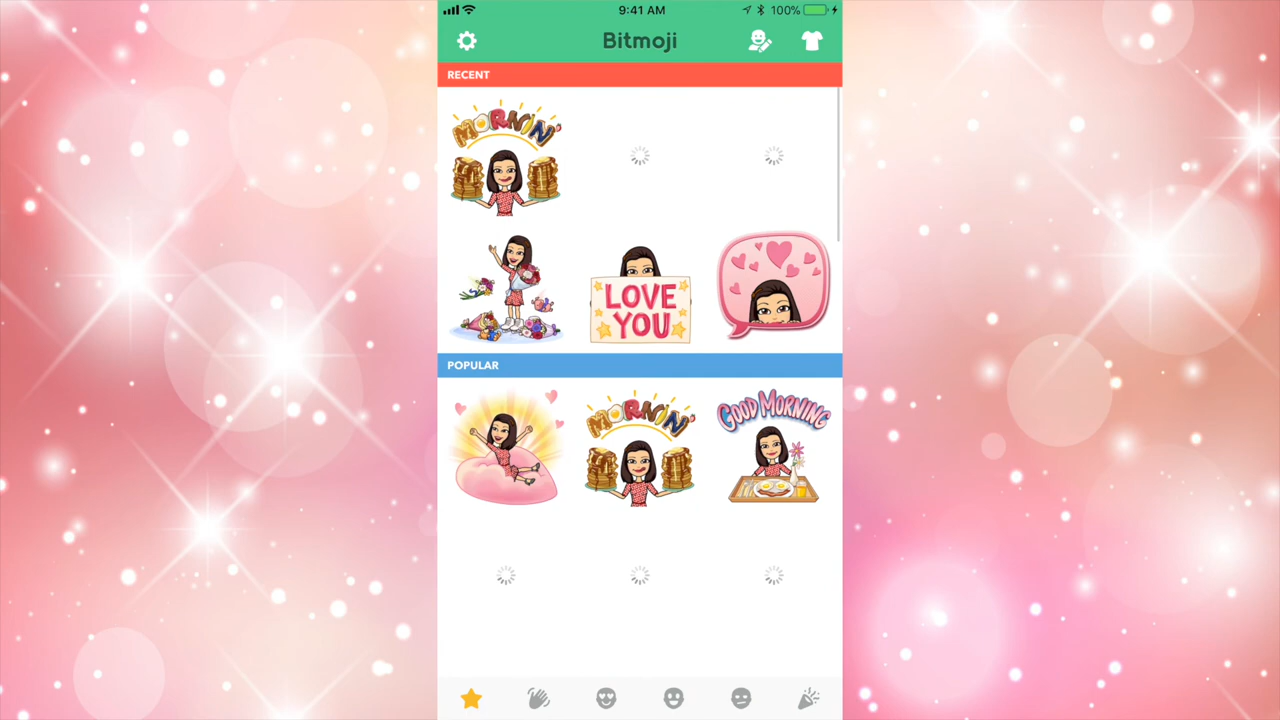 9:41 AM
100%
Bitmoji
RECENT
MORNIN'
LOVE
YOU
POPULAR
MORNIN'
GOOD MORNING